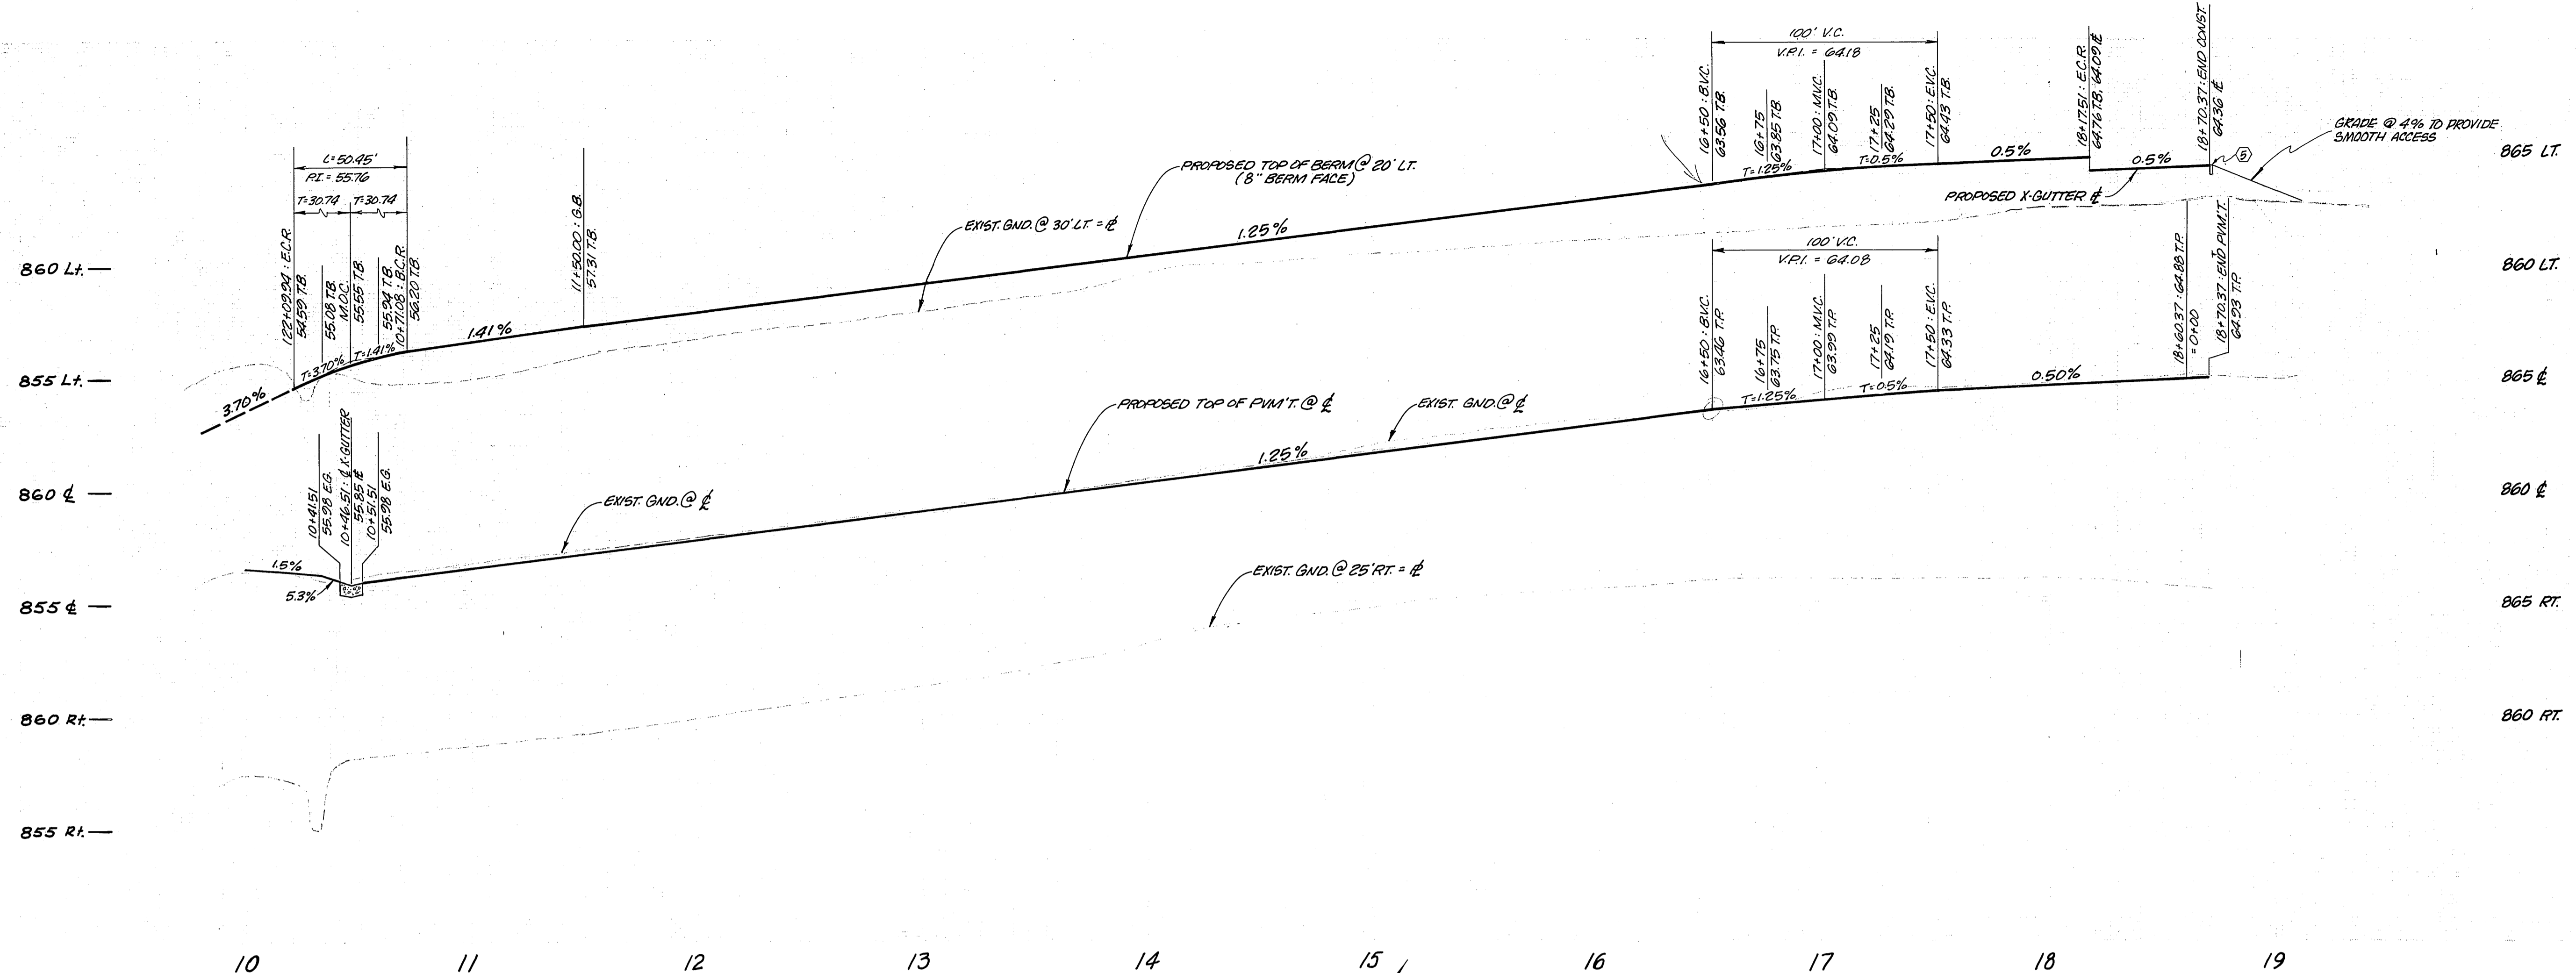 100' V.C.
V.P.I. = 64.18
16+50 : B.V.C.
63.56 T.B.
16+75
63.85 T.B.
17+00 : M.V.C.
64.09 T.B.
17+25
64.29 T.B.
17+50 : E.V.C.
64.43 T.B.
18+17.51 : E.C.R.
64.76 T.B., 64.09 ⅊
18+70.37 : END CONST.
64.36 ⅊
GRADE @ 4% TO PROVIDE
SMOOTH ACCESS
865 LT.
5
T=1.25%
T=0.5%
0.5%
0.5%
PROPOSED X-GUTTER ⅊
L=50.45'
P.I. = 55.76
T=30.74
T=30.74
PROPOSED TOP OF BERM @ 20' LT.
(8" BERM FACE)
EXIST. GND. @ 30' LT. = ⅊
1.25%
122+09.94 : E.C.R.
54.59 T.B.
55.08 T.B.
M.O.C.
55.55 T.B.
55.94 T.B.
10+71.08 : B.C.R.
56.20 T.B.
11+50.00 : G.B.
57.31 T.B.
860 Lt.
860 LT.
100' V.C.
V.P.I. = 64.08
16+50 : B.V.C.
63.46 T.P.
16+75
63.75 T.P.
17+00 : M.V.C.
63.99 T.P.
17+25
64.19 T.P.
17+50 : E.V.C.
64.33 T.P.
18+60.37 : 64.88 T.P.
= 0+00
18+70.37 : END PVM'T.
64.93 T.P.
1.41%
T=3.70%
T=1.41%
855 Lt.
3.70%
865 ℄
T=1.25%
T=0.5%
0.50%
PROPOSED TOP OF PVM'T. @ ℄
EXIST. GND. @ ℄
1.25%
10+41.51
55.98 E.G.
10+46.51 : ℄ X-GUTTER
55.85 ⅊
10+51.51
55.98 E.G.
860 ℄
860 ℄
EXIST. GND. @ ℄
1.5%
5.3%
EXIST. GND. @ 25' RT. = ⅊
855 ℄
865 RT.
860 Rt.
860 RT.
855 Rt.
10 11 12 13 14 15 16 17 18 19